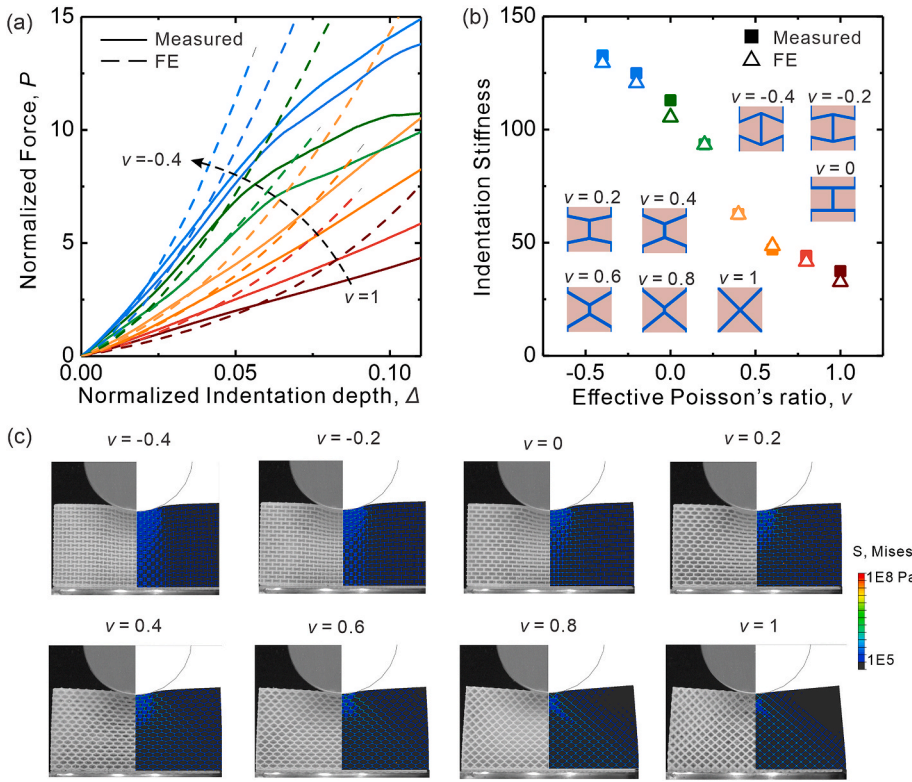 (a)
15
10
5
0
Normalized Force, P
Measured
FE
v=-0.4
v=1
0.00
0.05
0.10
Normalized Indentation depth, Δ
(b)
150
100
50
0
Indentation Stiffness
Measured
FE
v = -0.4
v = -0.2
v = 0
v = 0.2
v = 0.4
v = 0.6
v = 0.8
v = 1
-0.5
0.0
0.5
1.0
Effective Poisson's ratio, v
(c)
v = -0.4
v = -0.2
v = 0
v = 0.2
S, Mises
1E8 Pa
1E5
v = 0.4
v = 0.6
v = 0.8
v = 1